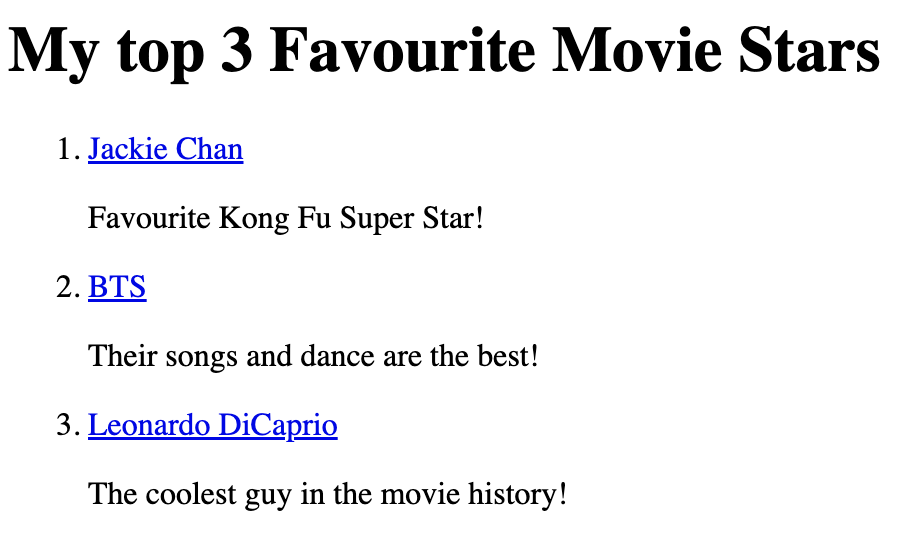 My top 3 Favourite Movie Stars
1. Jackie Chan
Favourite Kong Fu Super Star!
2. BTS
Their songs and dance are the best!
3. Leonardo DiCaprio
The coolest guy in the movie history!